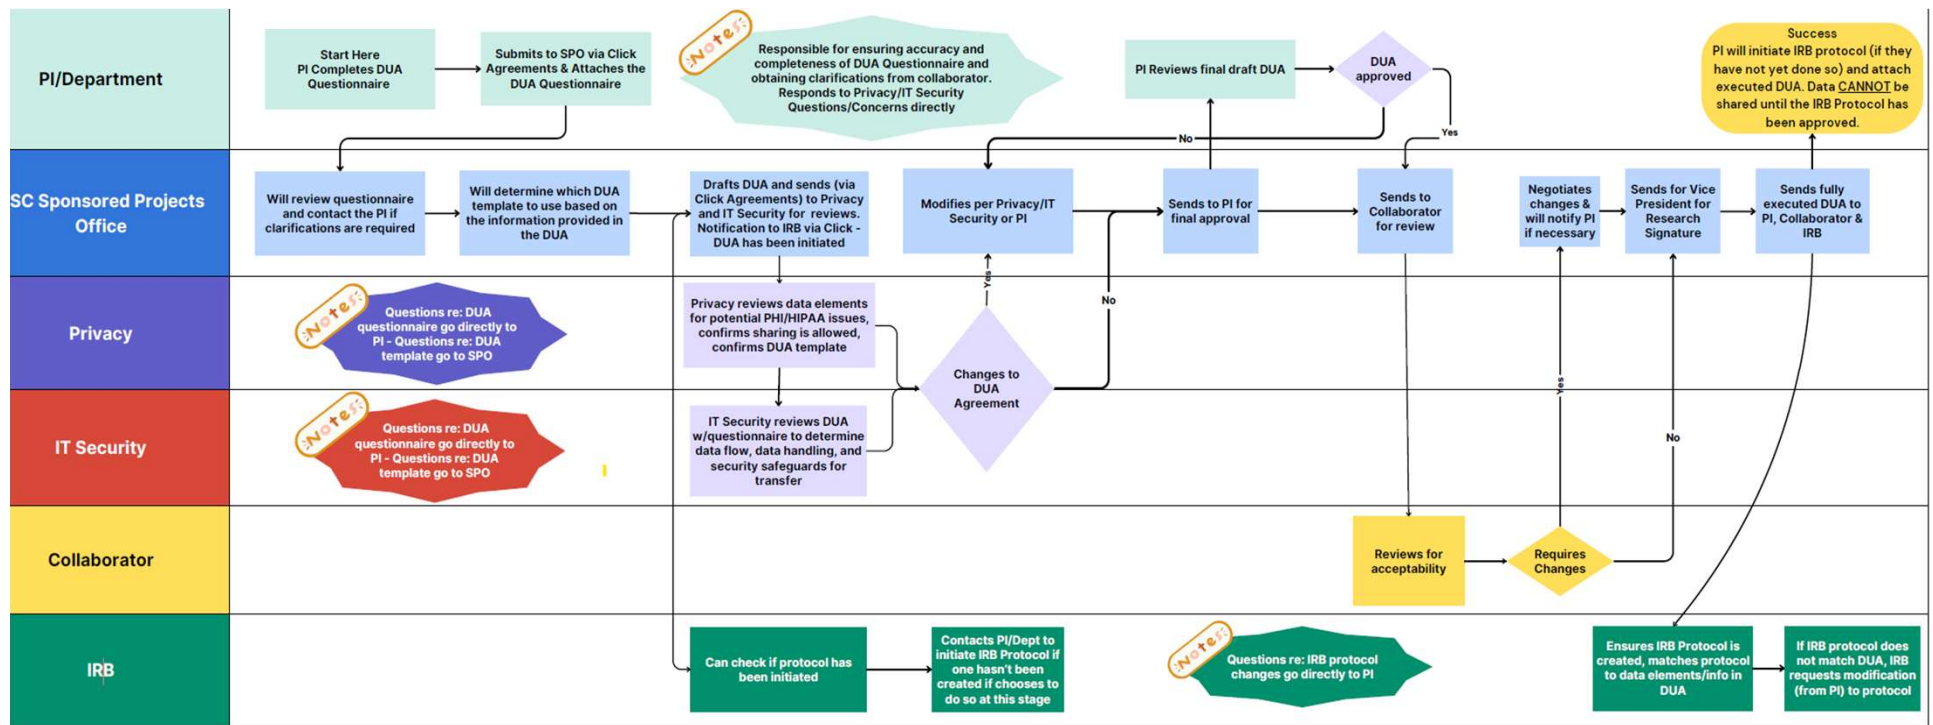 PI/Department
Start Here
PI Completes DUA
Questionnaire
Submits to SPO via Click
Agreements & Attaches the
DUA Questionnaire
Notes
Responsible for ensuring accuracy and
completeness of DUA Questionnaire and
obtaining clarifications from collaborator.
Responds to Privacy/IT Security
Questions/Concerns directly
PI Reviews final draft DUA
DUA
approved
No
Yes
Success
PI will initiate IRB protocol (if they
have not yet done so) and attach
executed DUA. Data CANNOT be
shared until the IRB Protocol has
been approved.
SC Sponsored Projects
Office
Will review questionnaire
and contact the PI if
clarifications are required
Will determine which DUA
template to use based on
the information provided in
the DUA
Drafts DUA and sends (via
Click Agreements) to Privacy
and IT Security for reviews.
Notification to IRB via Click -
DUA has been initiated
Modifies per Privacy/IT
Security or PI
Sends to PI for
final approval
Sends to
Collaborator
for review
Negotiates
changes &
will notify PI
if necessary
Sends for Vice
President for
Research
Signature
Sends fully
executed DUA to
PI, Collaborator &
IRB
Privacy
Notes
Questions re: DUA
questionnaire go directly to
PI - Questions re: DUA
template go to SPO
Privacy reviews data elements
for potential PHI/HIPAA issues,
confirms sharing is allowed,
confirms DUA template
Yes
No
Changes to
DUA
Agreement
IT Security
Notes
Questions re: DUA
questionnaire go directly to
PI - Questions re: DUA
template go to SPO
IT Security reviews DUA
w/questionnaire to determine
data flow, data handling, and
security safeguards for
transfer
Yes
No
Collaborator
Reviews for
acceptability
Requires
Changes
IRB
Can check if protocol has
been initiated
Contacts PI/Dept to
initiate IRB Protocol if
one hasn't been
created if chooses to
do so at this stage
Notes
Questions re: IRB protocol
changes go directly to PI
Ensures IRB Protocol is
created, matches protocol
to data elements/info in
DUA
If IRB protocol does
not match DUA, IRB
requests modification
(from PI) to protocol